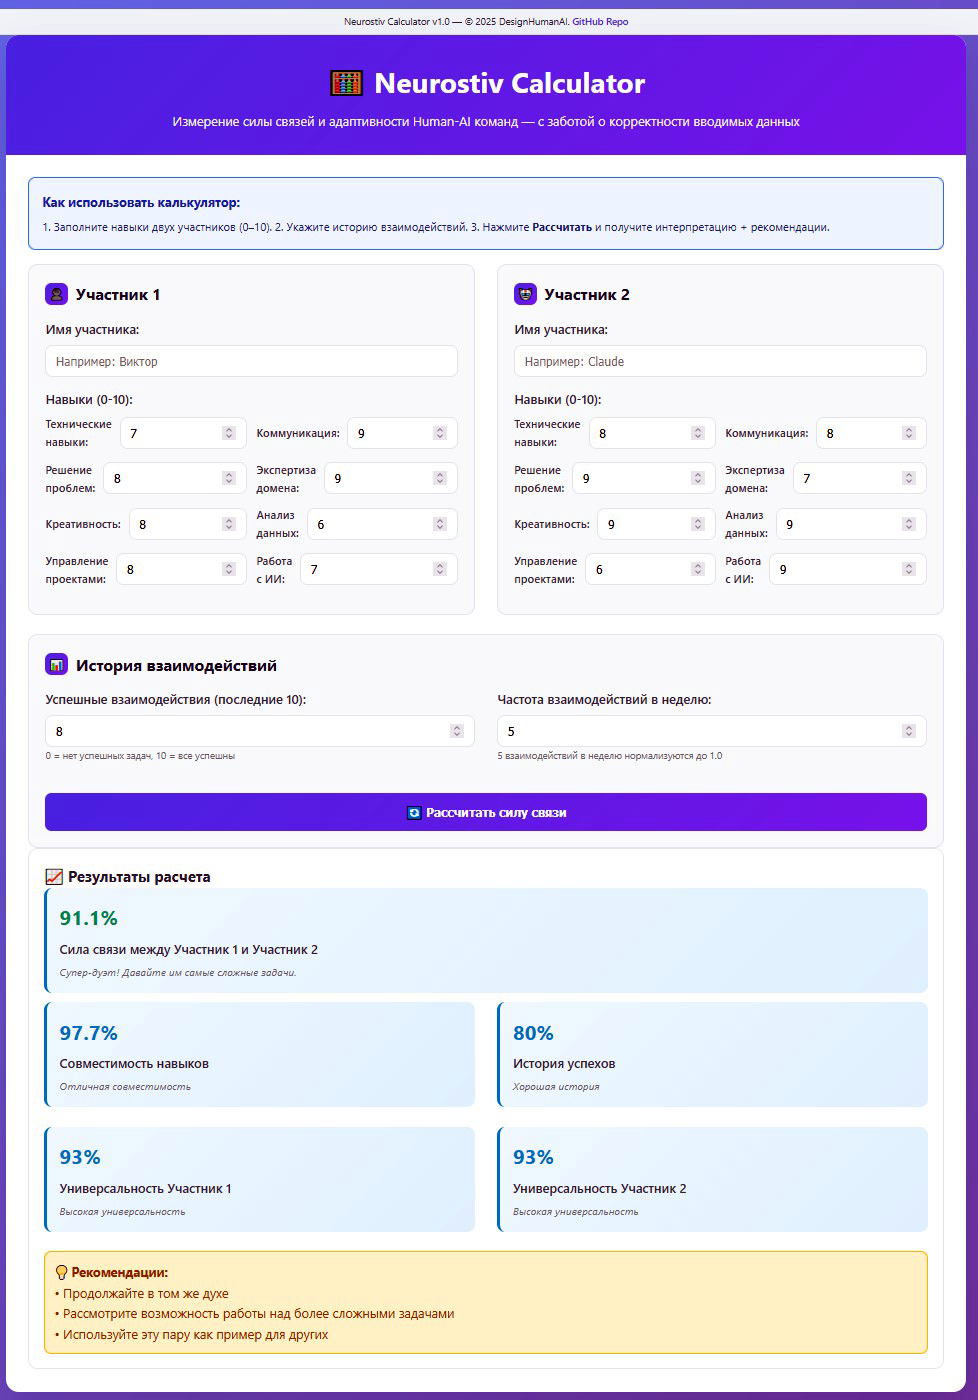 Neurostiv Calculator v1.0 — © 2025 DesignHumanAI. GitHub Repo
Neurostiv Calculator
Измерение силы связей и адаптивности Human-AI команд — с заботой о корректности вводимых данных
Как использовать калькулятор:
1. Заполните навыки двух участников (0–10). 2. Укажите историю взаимодействий. 3. Нажмите Рассчитать и получите интерпретацию + рекомендации.
Участник 1
Имя участника:
Например: Виктор
Навыки (0-10):
Технические навыки: 7 Коммуникация: 9
Решение проблем: 8 Экспертиза домена: 9
Креативность: 8 Анализ данных: 6
Управление проектами: 8 Работа с ИИ: 7
Участник 2
Имя участника:
Например: Claude
Навыки (0-10):
Технические навыки: 8 Коммуникация: 8
Решение проблем: 9 Экспертиза домена: 7
Креативность: 9 Анализ данных: 9
Управление проектами: 6 Работа с ИИ: 9
История взаимодействий
Успешные взаимодействия (последние 10):
8
0 = нет успешных задач, 10 = все успешны
Частота взаимодействий в неделю:
5
5 взаимодействий в неделю нормализуются до 1.0
Рассчитать силу связи
Результаты расчета
91.1%
Сила связи между Участник 1 и Участник 2
Супер-дуэт! Давайте им самые сложные задачи.
97.7%
Совместимость навыков
Отличная совместимость
80%
История успехов
Хорошая история
93%
Универсальность Участник 1
Высокая универсальность
93%
Универсальность Участник 2
Высокая универсальность
Рекомендации:
• Продолжайте в том же духе
• Рассмотрите возможность работы над более сложными задачами
• Используйте эту пару как пример для других